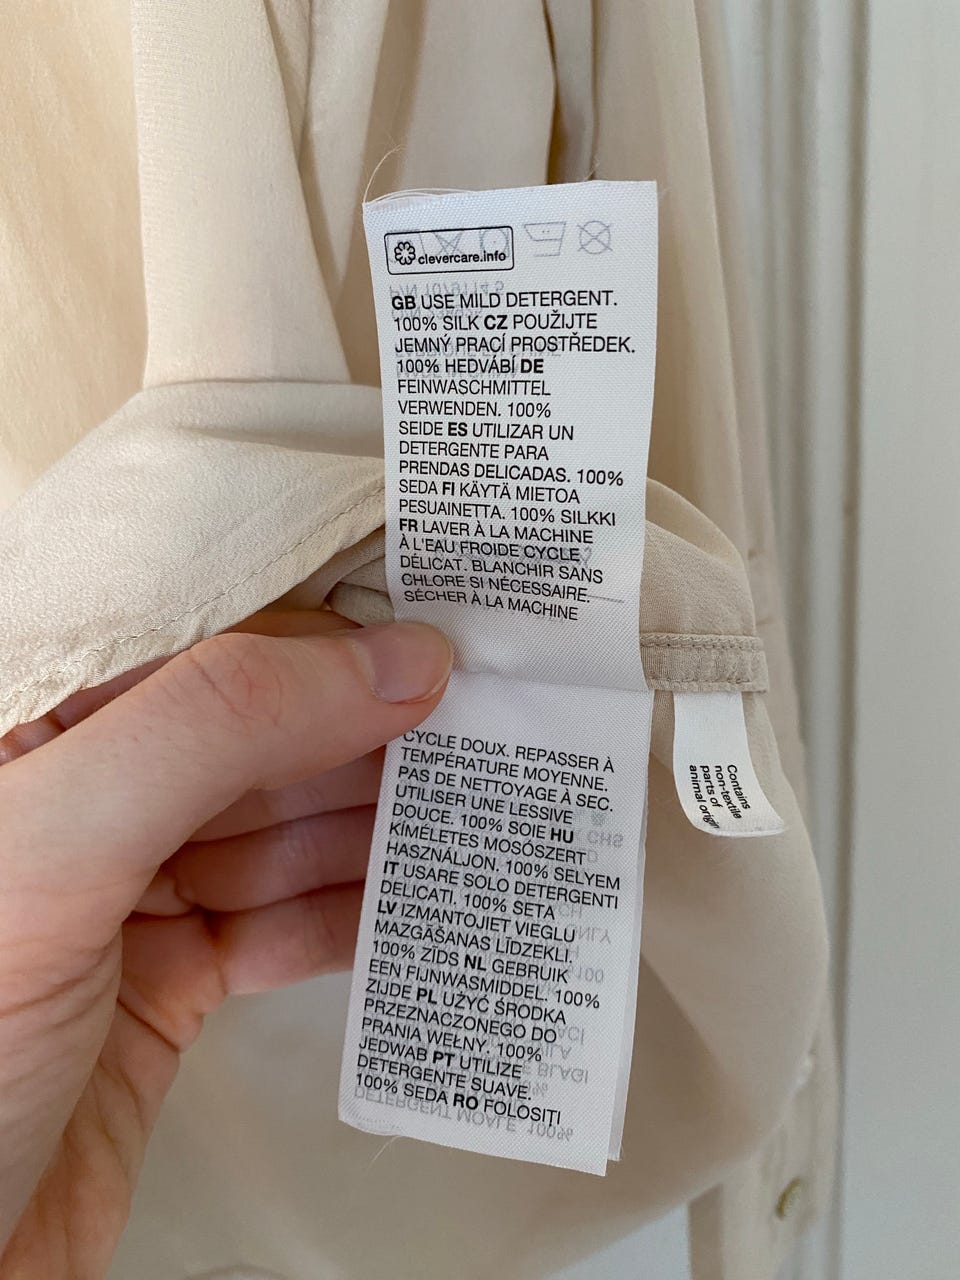 clevercare.info
GB USE MILD DETERGENT.
100% SILK CZ POUŽIJTE
JEMNÝ PRACÍ PROSTŘEDEK.
100% HEDVÁBÍ DE
FEINWASCHMITTEL
VERWENDEN. 100%
SEIDE ES UTILIZAR UN
DETERGENTE PARA
PRENDAS DELICADAS. 100%
SEDA FI KÄYTÄ MIETOA
PESUAINETTA. 100% SILKKI
FR LAVER À LA MACHINE
À L'EAU FROIDE CYCLE
DÉLICAT. BLANCHIR SANS
CHLORE SI NÉCESSAIRE.
SÉCHER À LA MACHINE
CYCLE DOUX. REPASSER À
TEMPÉRATURE MOYENNE.
PAS DE NETTOYAGE À SEC.
UTILISER UNE LESSIVE
DOUCE. 100% SOIE HU
KÍMÉLETES MOSÓSZERT
HASZNÁLJON. 100% SELYEM
IT USARE SOLO DETERGENTI
DELICATI. 100% SETA
LV IZMANTOJIET VIEGLU
MAZGĀŠANAS LĪDZEKLI.
100% ZĪDS NL GEBRUIK
EEN FIJNWASMIDDEL. 100%
ZIJDE PL UŻYĆ ŚRODKA
PRZEZNACZONEGO DO
PRANIA WEŁNY. 100%
JEDWAB PT UTILIZE
DETERGENTE SUAVE.
100% SEDA RO FOLOSITI
Contains
non-textile
parts of
animal origin